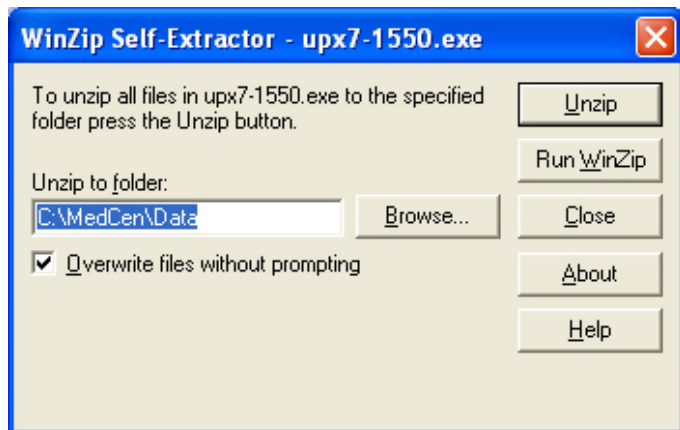 WinZip Self-Extractor - upx7-1550.exe
To unzip all files in upx7-1550.exe to the specified
folder press the Unzip button.
Unzip to folder:
C:\MedCen\Data
Browse...
Overwrite files without prompting
Unzip
Run WinZip
Close
About
Help